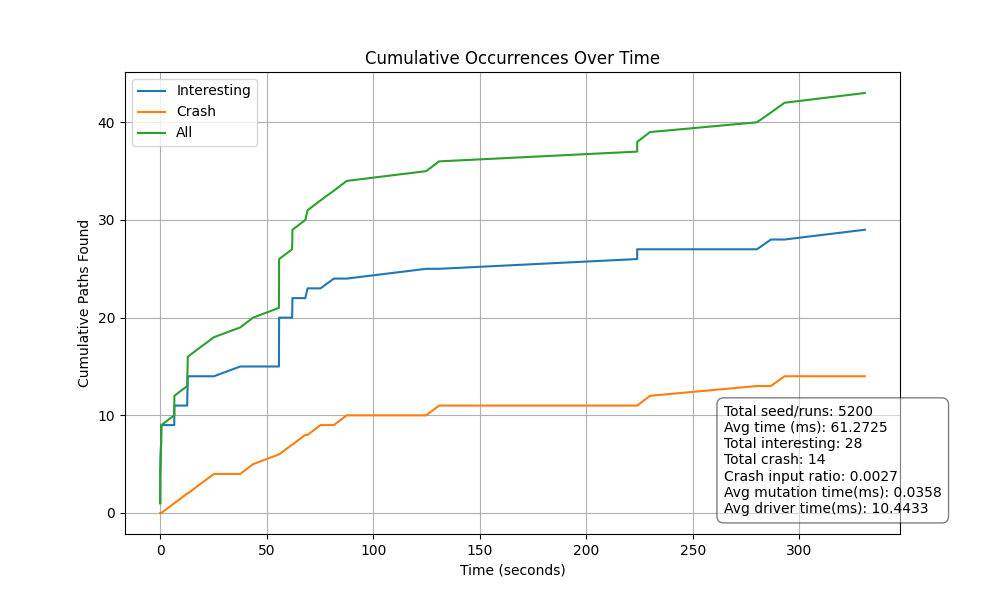 Cumulative Occurrences Over Time
Interesting
Crash
All
Cumulative Paths Found
40
30
20
10
0
Total seed/runs: 5200
Avg time (ms): 61.2725
Total interesting: 28
Total crash: 14
Crash input ratio: 0.0027
Avg mutation time(ms): 0.0358
Avg driver time(ms): 10.4433
0 50 100 150 200 250 300
Time (seconds)